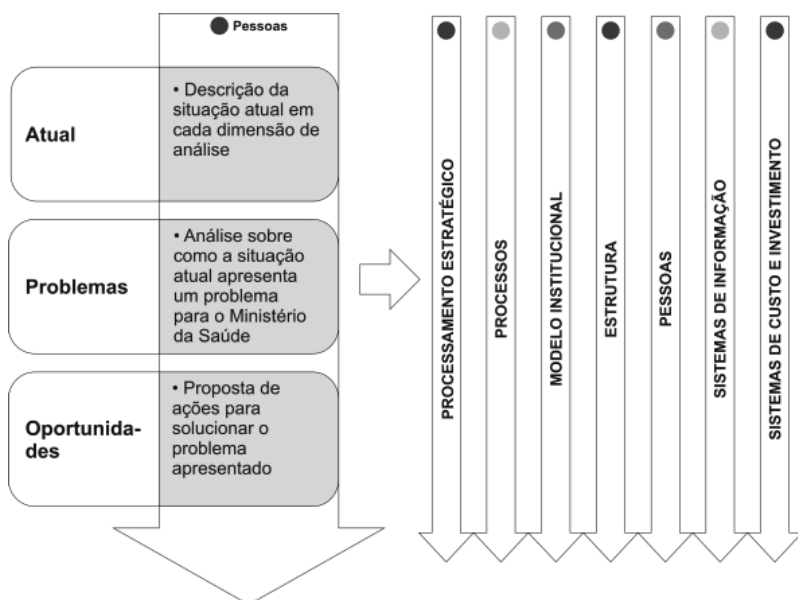 Pessoas
Atual
• Descrição da
situação atual em
cada dimensão de
análise
Problemas
• Análise sobre
como a situação
atual apresenta
um problema
para o Ministério
da Saúde
Oportunida-
des
• Proposta de
ações para
solucionar o
problema
apresentado
PROCESSAMENTO ESTRATÉGICO
PROCESSOS
MODELO INSTITUCIONAL
ESTRUTURA
PESSOAS
SISTEMAS DE INFORMAÇÃO
SISTEMAS DE CUSTO E INVESTIMENTO